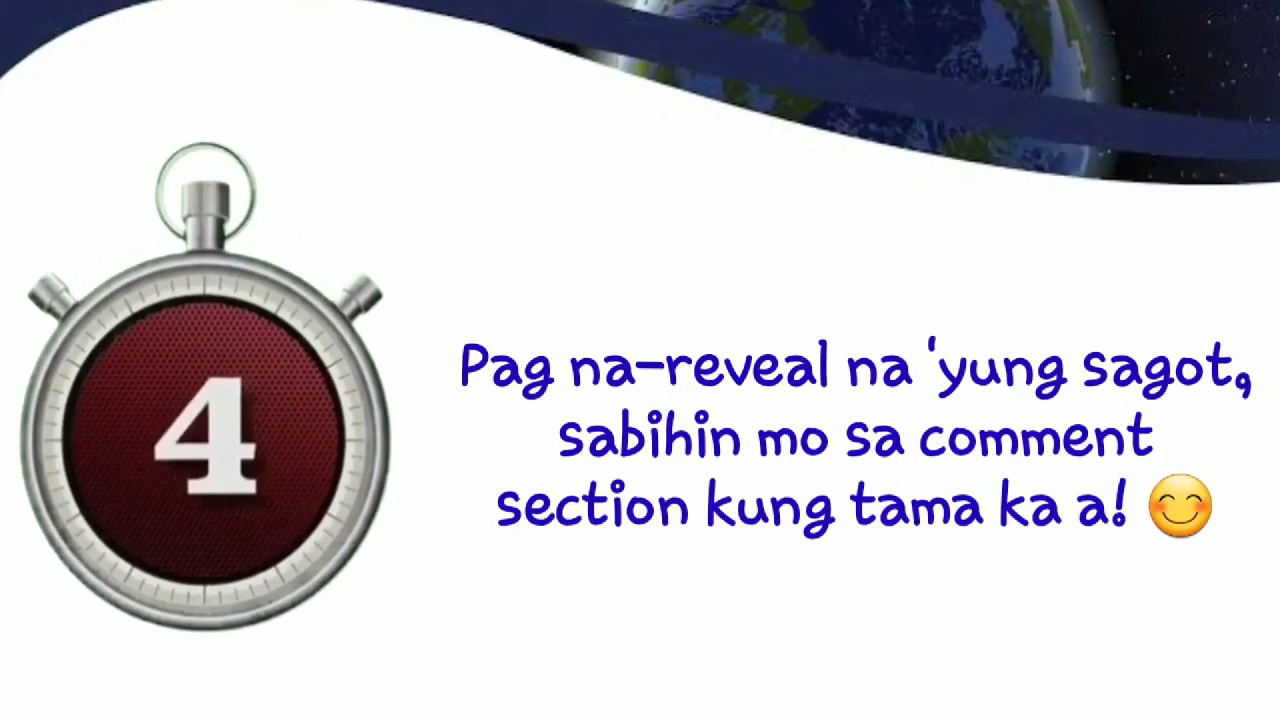 4
Pag na-reveal na 'yung sagot,
sabihin mo sa comment
section kung tama ka a! 😊